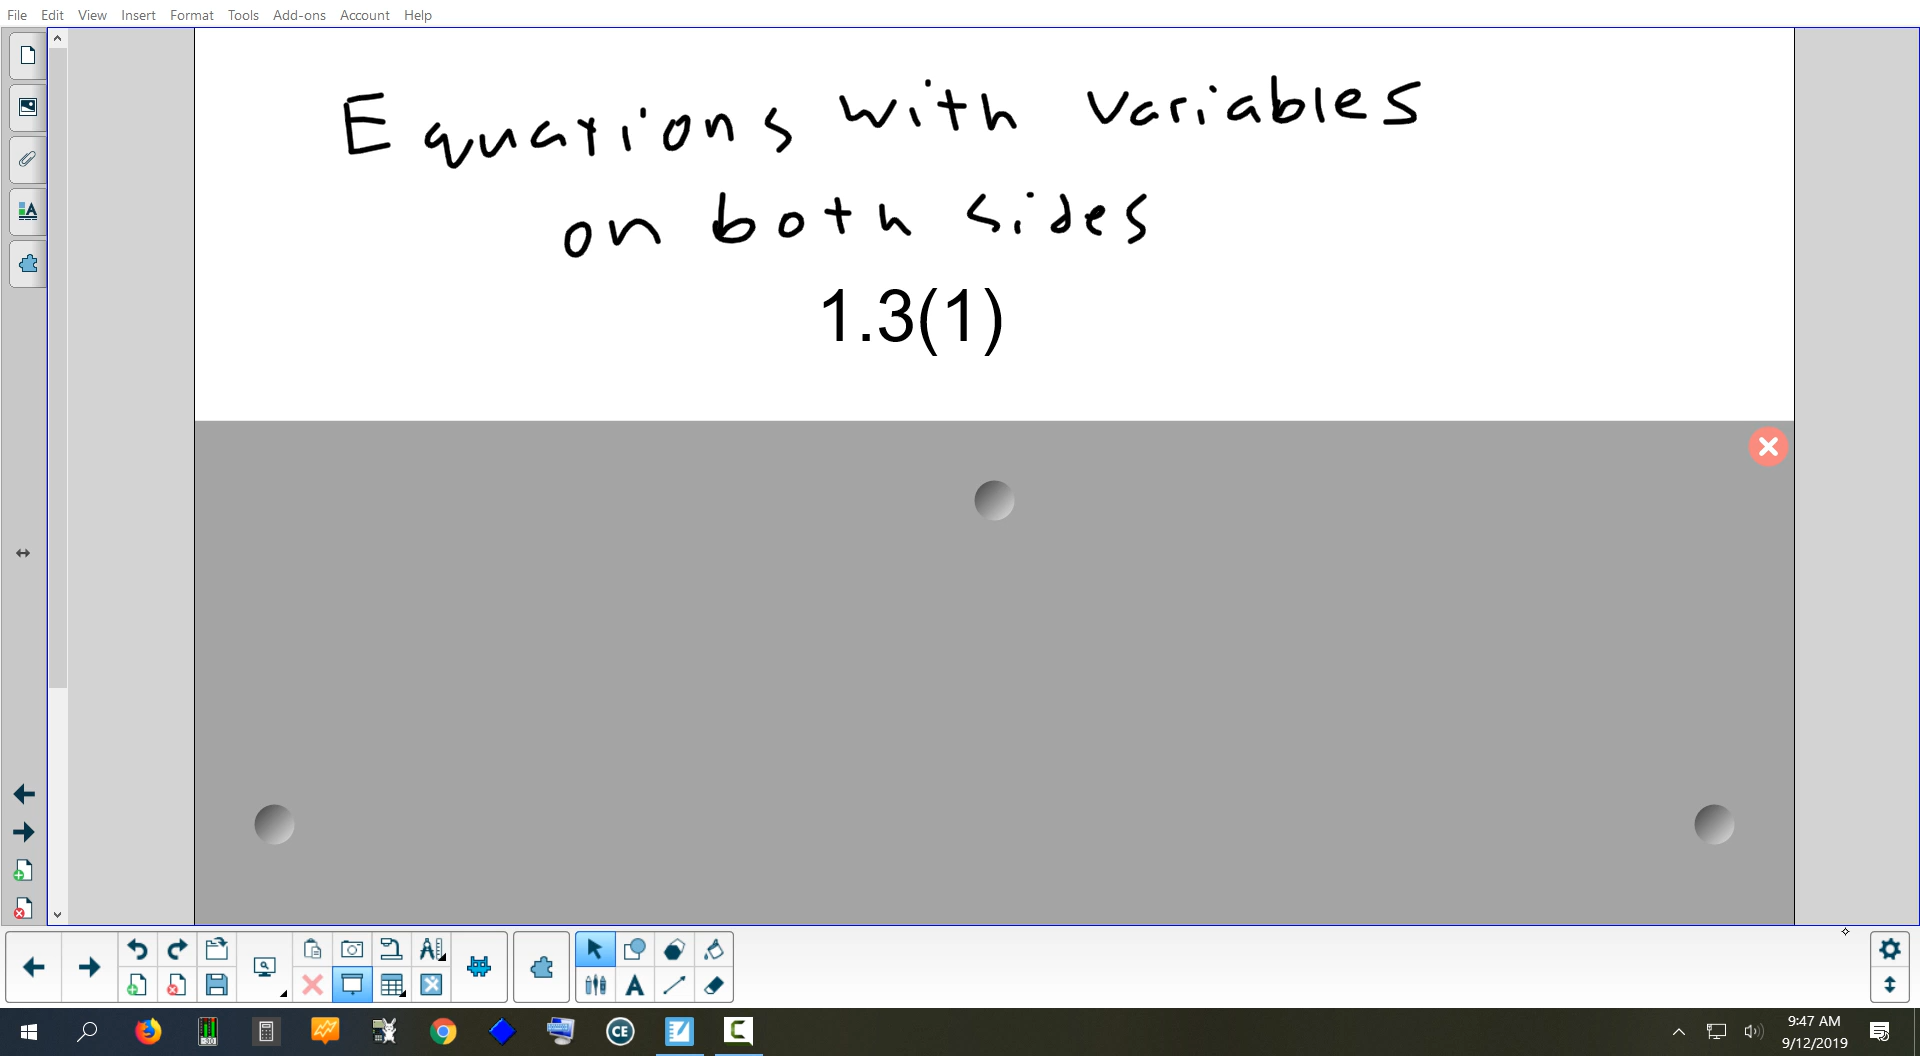 File Edit View Insert Format Tools Add-ons Account Help
Equations with variables
on both sides
1.3(1)
A
A
A
CE
C
9:47 AM
9/12/2019